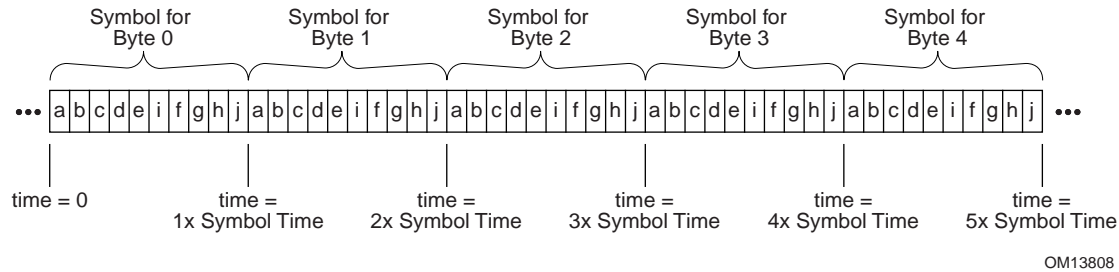 Symbol for Byte 0
Symbol for Byte 1
Symbol for Byte 2
Symbol for Byte 3
Symbol for Byte 4
••• a b c d e i f g h j a b c d e i f g h j a b c d e i f g h j a b c d e i f g h j a b c d e i f g h j •••
time = 0
time = 1x Symbol Time
time = 2x Symbol Time
time = 3x Symbol Time
time = 4x Symbol Time
time = 5x Symbol Time
OM13808